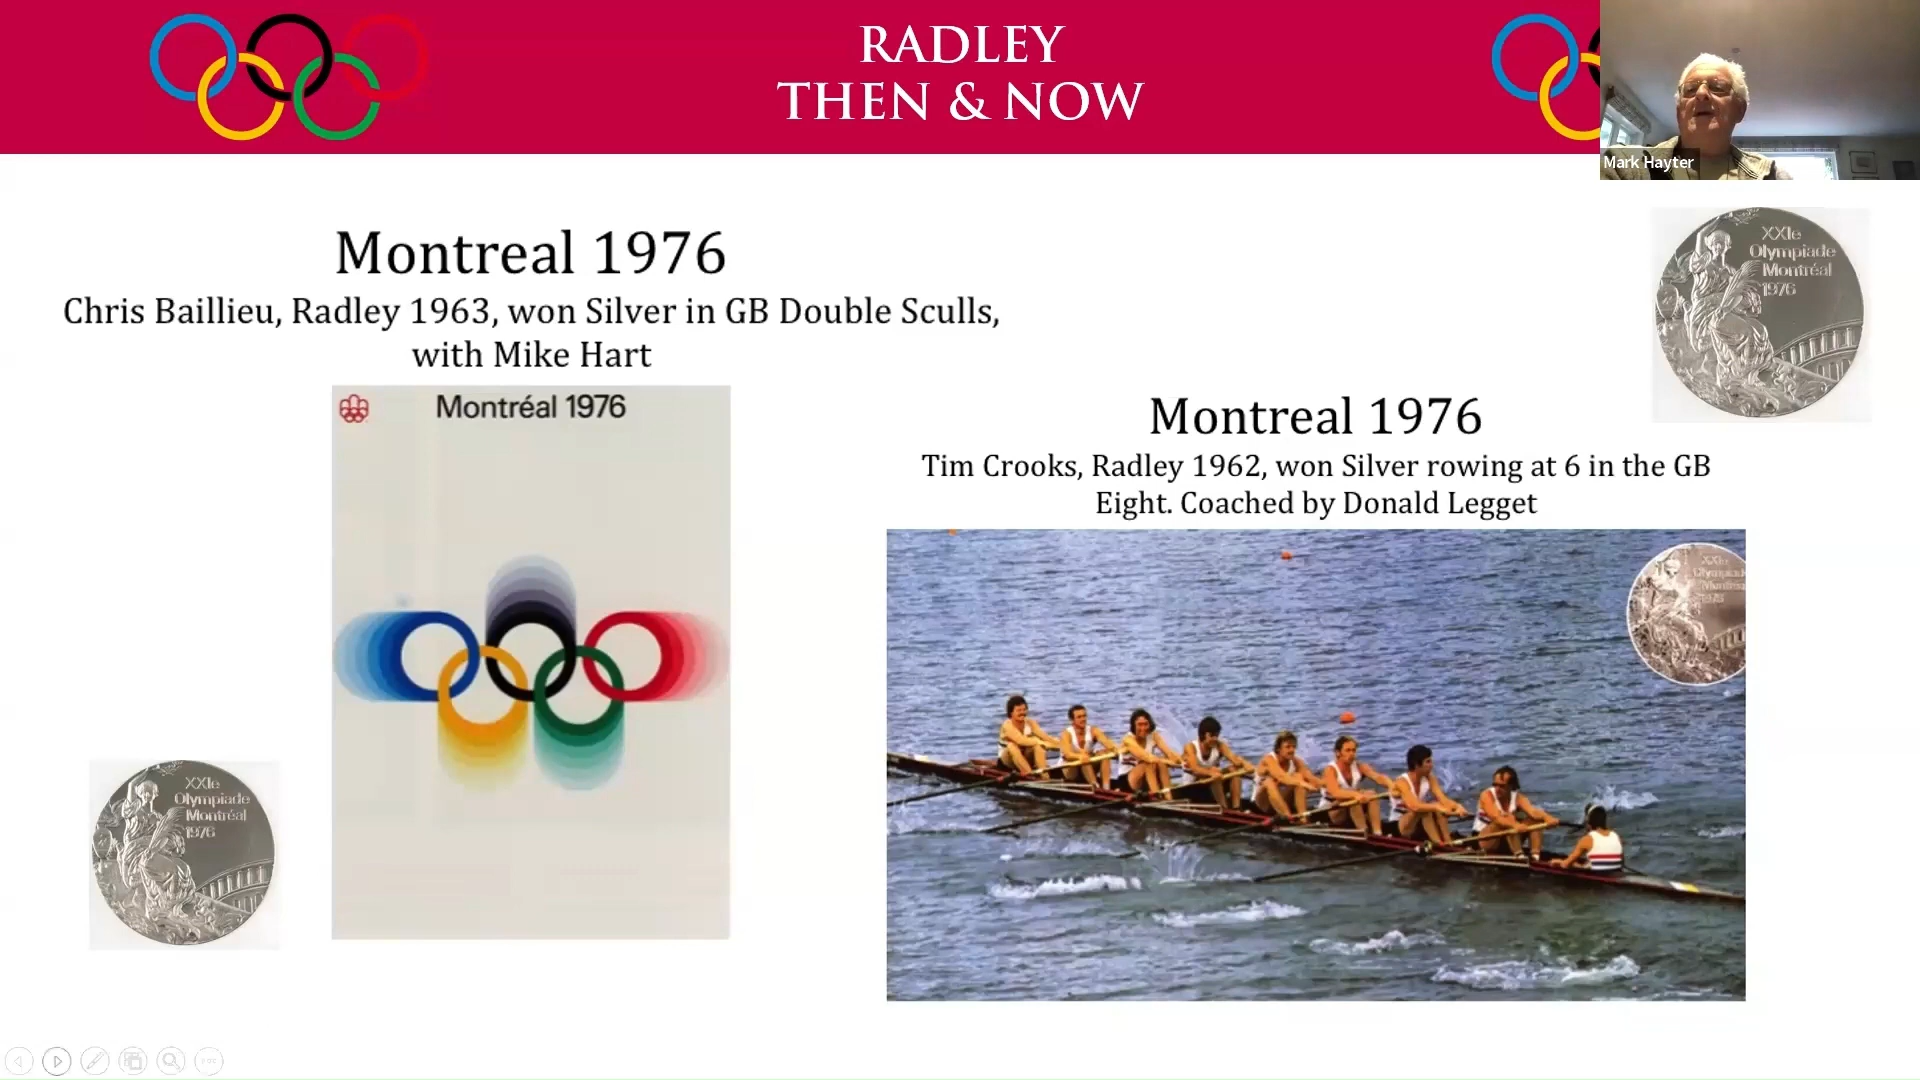 RADLEY
THEN & NOW
Mark Hayter
Montreal 1976
Chris Baillieu, Radley 1963, won Silver in GB Double Sculls,
with Mike Hart
Montréal 1976
XXIe
Olympiade
Montréal
1976
XXIe
Olympiade
Montréal
1976
Montreal 1976
Tim Crooks, Radley 1962, won Silver rowing at 6 in the GB
Eight. Coached by Donald Legget
XXIe